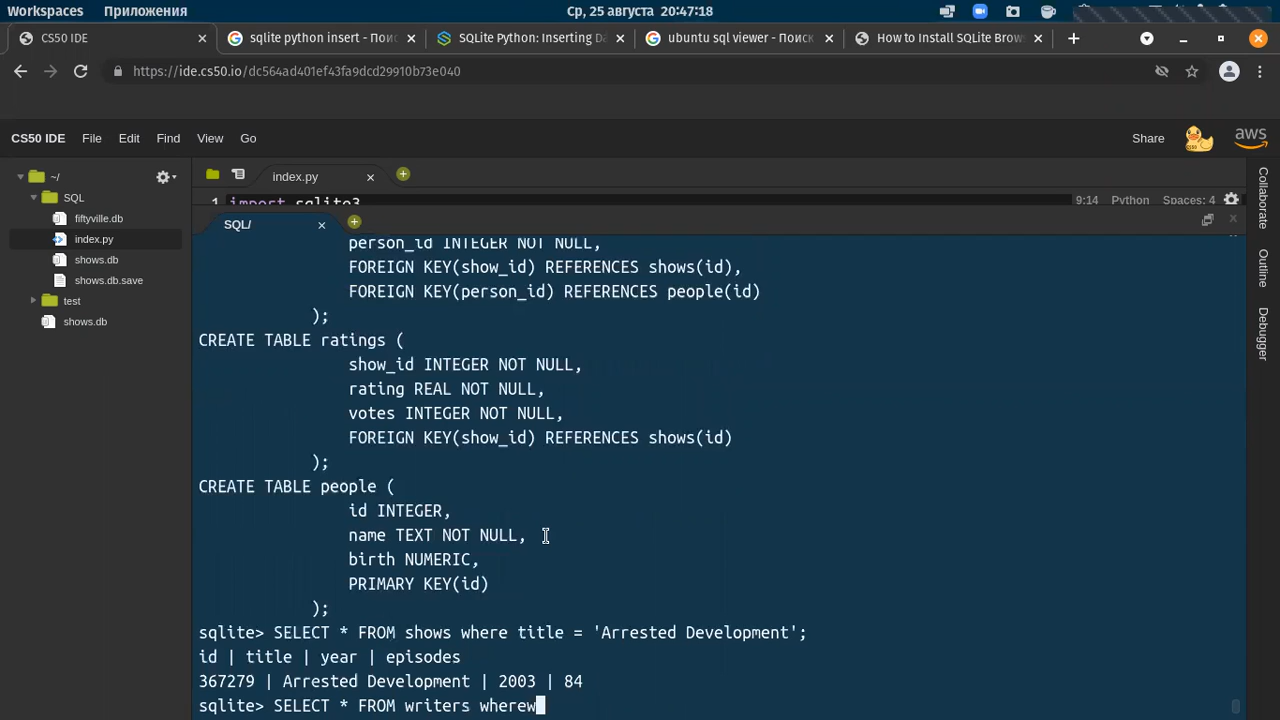 Workspaces Приложения Ср, 25 августа 20:47:18
CS50 IDE sqlite python insert - Пои SQLite Python: Inserting Da ubuntu sql viewer - Поиск How to Install SQLite Brows
https://ide.cs50.io/dc564ad401ef43fa9dcd29910b73e040
CS50 IDE File Edit Find View Go Share aws
~/ index.py
SQL 1 import sqlite3 9:14 Python Spaces: 4
fiftyville.db SQL/
index.py person_id INTEGER NOT NULL,
shows.db FOREIGN KEY(show_id) REFERENCES shows(id),
shows.db.save FOREIGN KEY(person_id) REFERENCES people(id)
test );
shows.db
CREATE TABLE ratings (
show_id INTEGER NOT NULL,
rating REAL NOT NULL,
votes INTEGER NOT NULL,
FOREIGN KEY(show_id) REFERENCES shows(id)
);
CREATE TABLE people (
id INTEGER,
name TEXT NOT NULL,
birth NUMERIC,
PRIMARY KEY(id)
);
sqlite> SELECT * FROM shows where title = 'Arrested Development';
id | title | year | episodes
367279 | Arrested Development | 2003 | 84
sqlite> SELECT * FROM writers wherew
Collaborate
Outline
Debugger